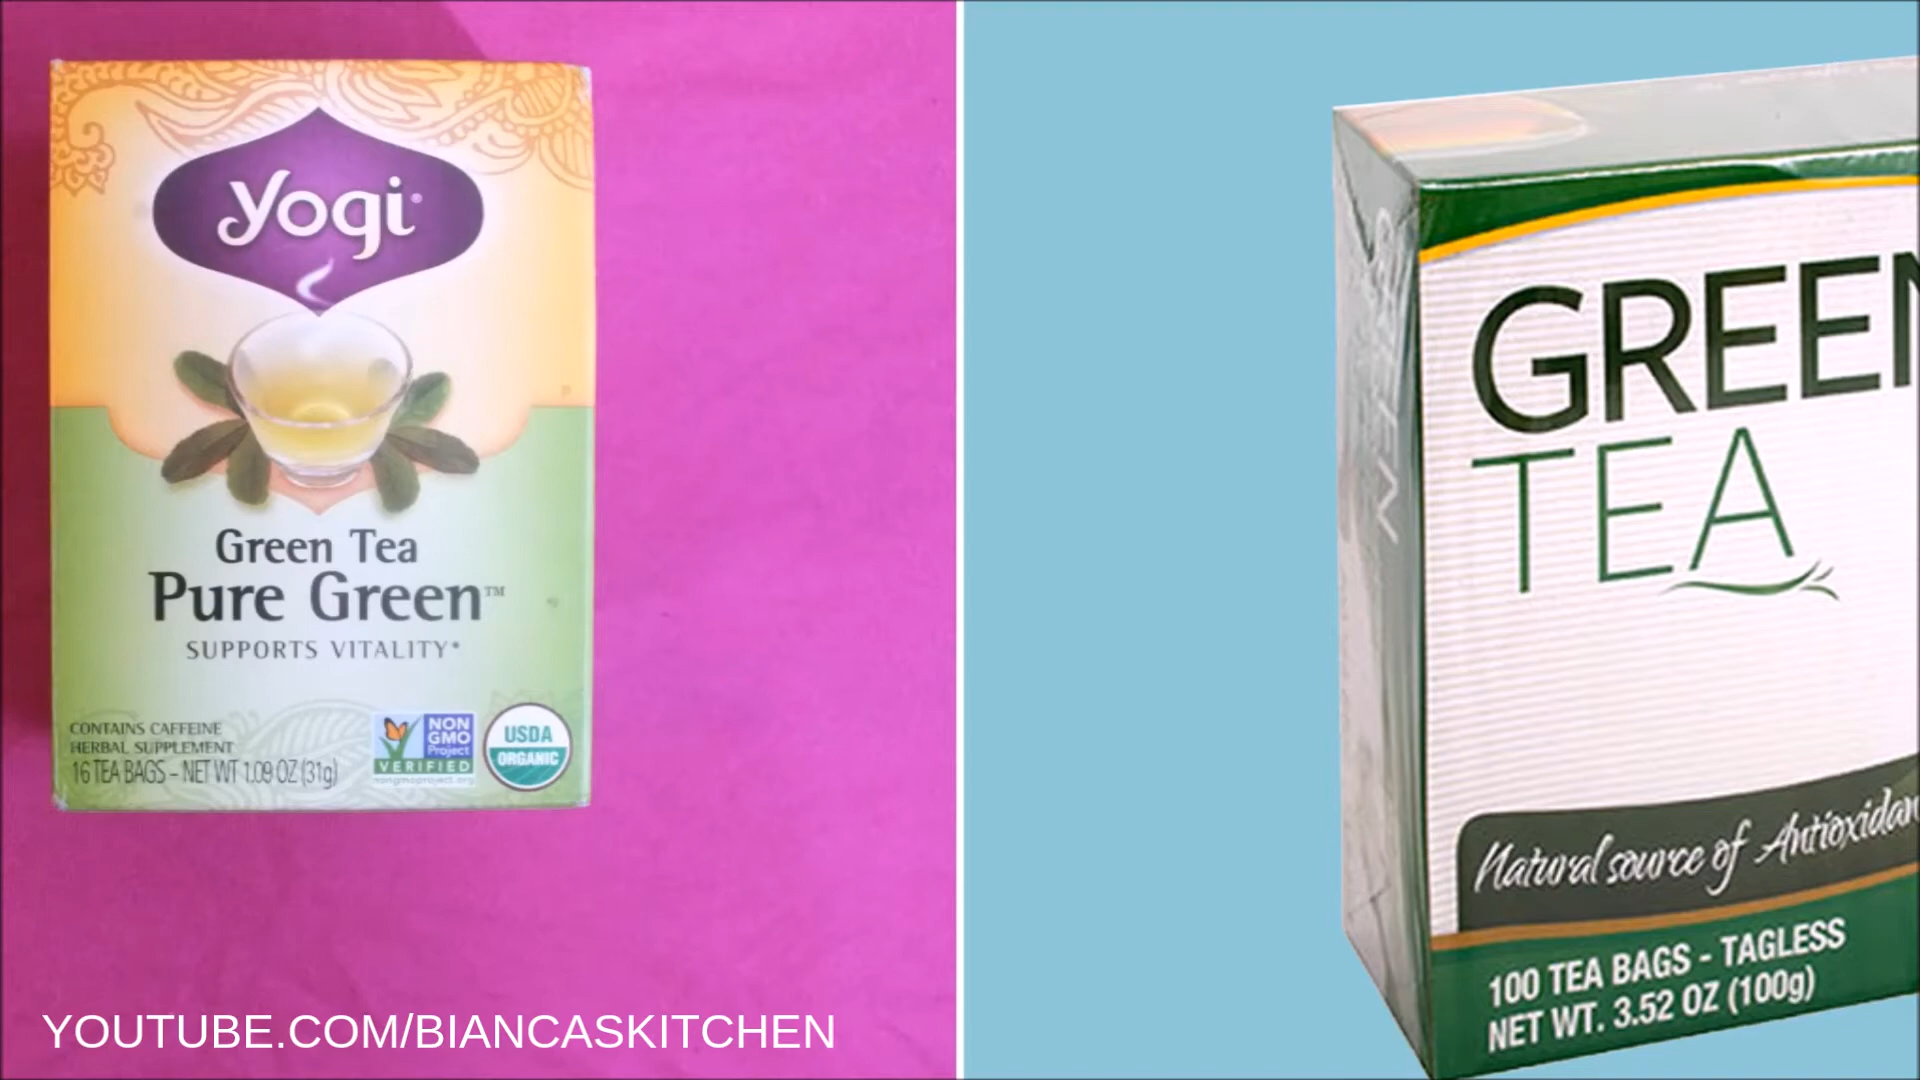 yogi®
Green Tea
Pure Green™
SUPPORTS VITALITY*
CONTAINS CAFFEINE
HERBAL SUPPLEMENT
16 TEA BAGS – NET WT 1.09 OZ (31g)
NON
GMO
Project
VERIFIED
nongmoproject.org
USDA
ORGANIC
YOUTUBE.COM/BIANCASKITCHEN
GREEN
TEA
Natural source of
100 TEA BAGS - TAGLESS
NET WT. 3.52 OZ (100g)